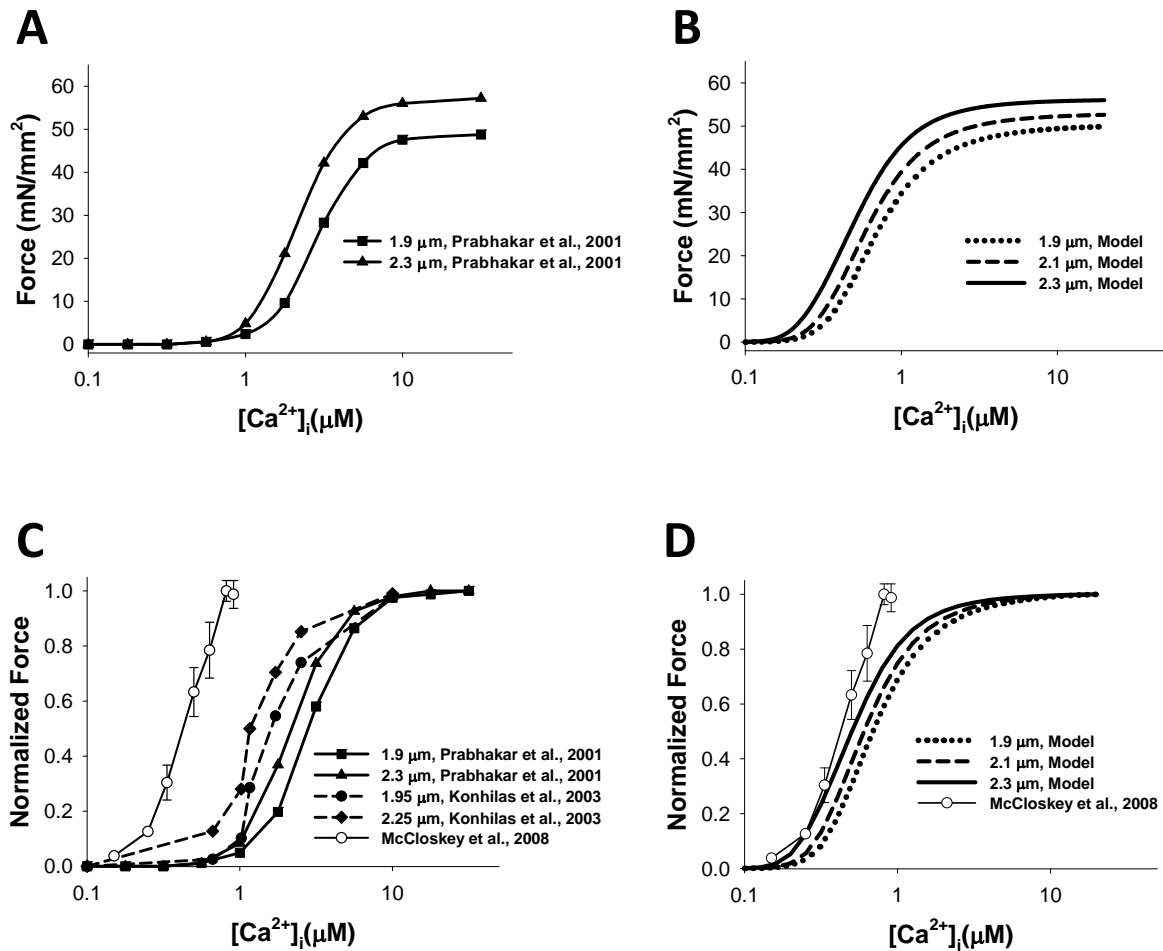 A
Force (mN/mm²)
60
50
40
30
20
10
0
0.1 1 10
[Ca²⁺]ᵢ(μM)
1.9 μm, Prabhakar et al., 2001
2.3 μm, Prabhakar et al., 2001
B
Force (mN/mm²)
60
50
40
30
20
10
0
0.1 1 10
[Ca²⁺]ᵢ(μM)
1.9 μm, Model
2.1 μm, Model
2.3 μm, Model
C
Normalized Force
1.0
0.8
0.6
0.4
0.2
0.0
0.1 1 10
[Ca²⁺]ᵢ(μM)
1.9 μm, Prabhakar et al., 2001
2.3 μm, Prabhakar et al., 2001
1.95 μm, Konhilas et al., 2003
2.25 μm, Konhilas et al., 2003
McCloskey et al., 2008
D
Normalized Force
1.0
0.8
0.6
0.4
0.2
0.0
0.1 1 10
[Ca²⁺]ᵢ(μM)
1.9 μm, Model
2.1 μm, Model
2.3 μm, Model
McCloskey et al., 2008